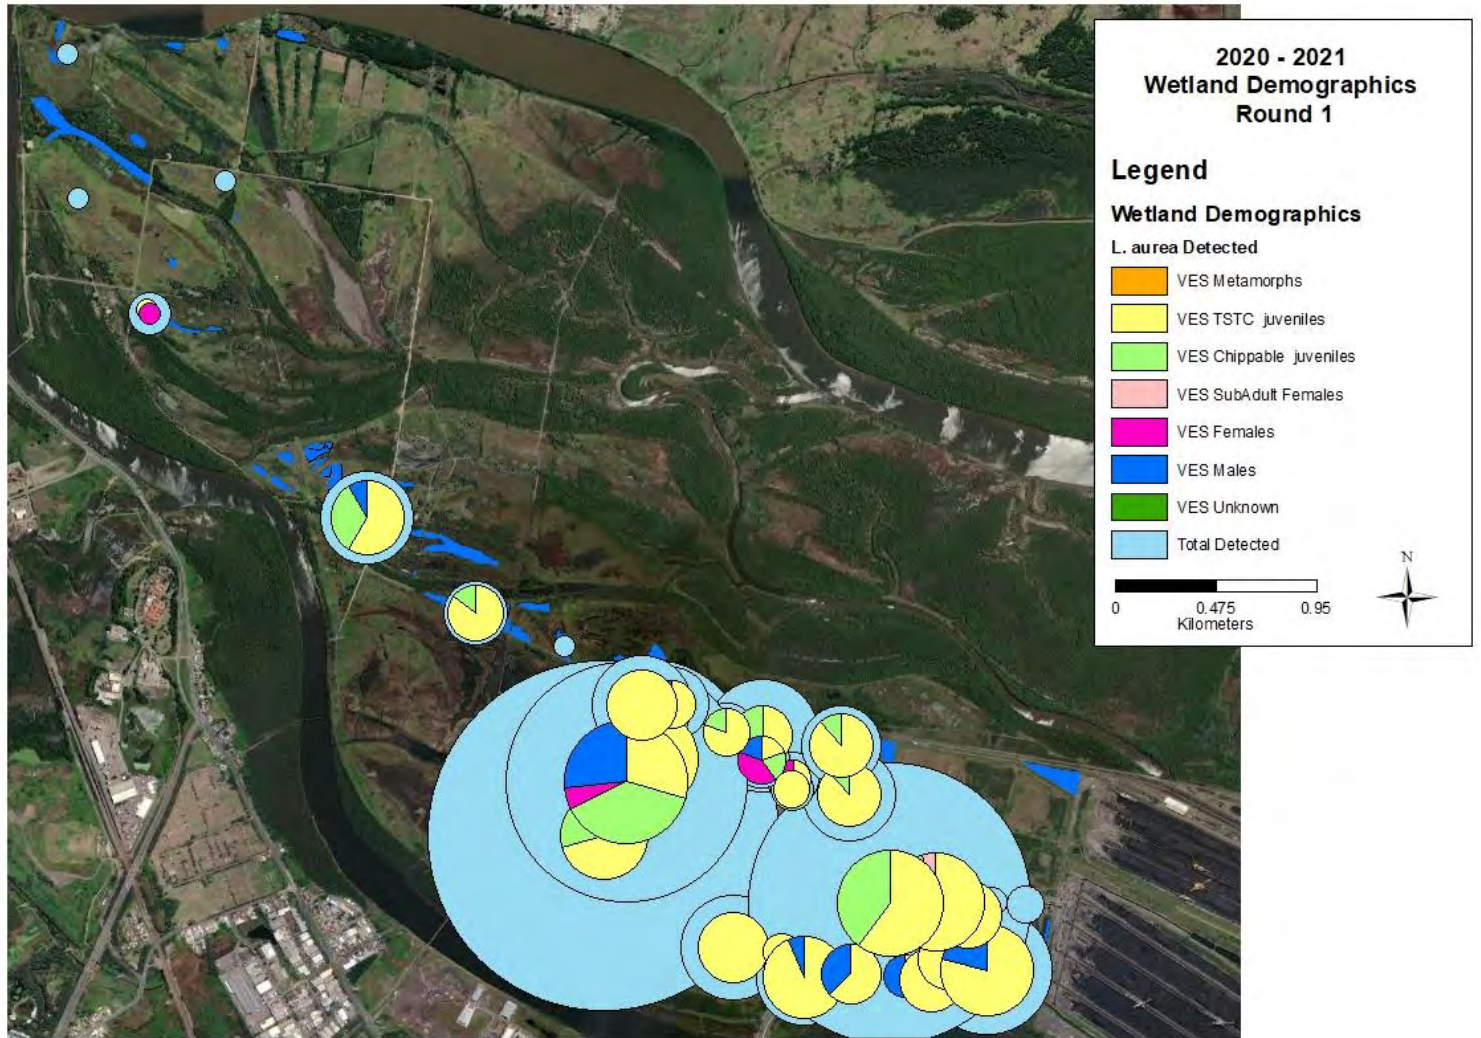 2020 - 2021
Wetland Demographics
Round 1
Legend
Wetland Demographics
L. aurea Detected
VES Metamorphs
VES TSTC juveniles
VES Chippable juveniles
VES SubAdult Females
VES Females
VES Males
VES Unknown
Total Detected
N
0 0.475 0.95
Kilometers